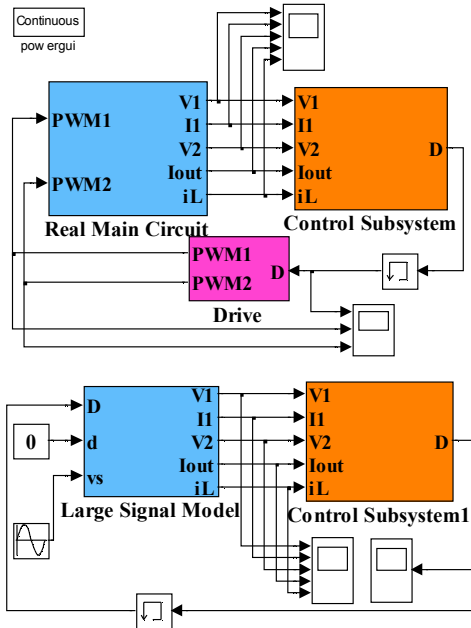 Continuous
pow ergui
PWM1
PWM2
V1
I1
V2
Iout
iL
Real Main Circuit
V1
I1
V2
Iout
iL
D
Control Subsystem
PWM1
PWM2
D
Drive
D
d
vs
0
V1
I1
V2
Iout
iL
Large Signal Model
V1
I1
V2
Iout
iL
D
Control Subsystem1